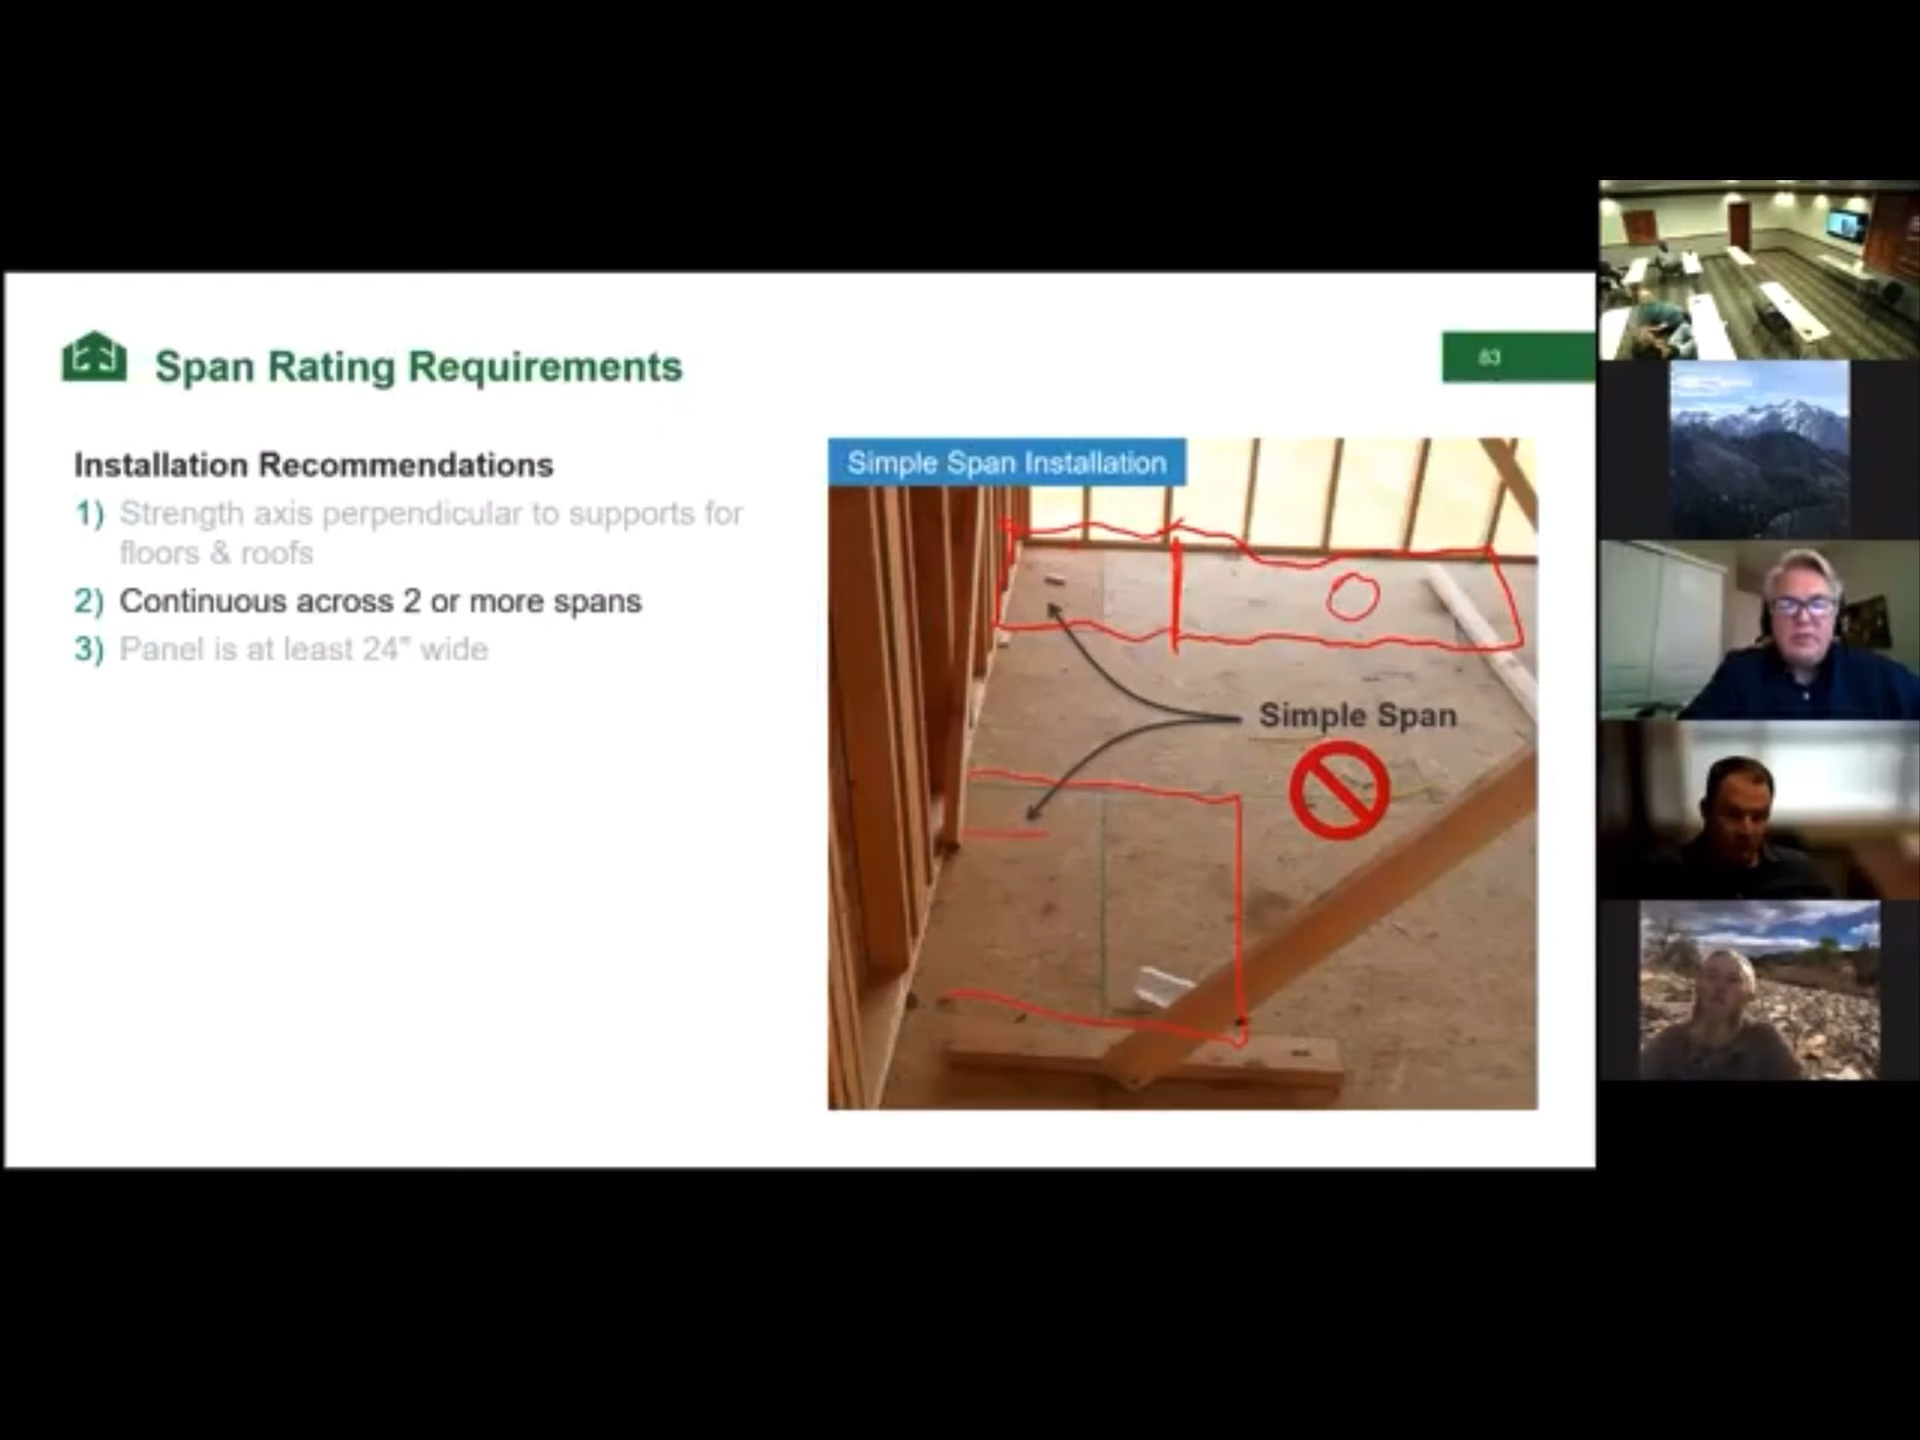 Span Rating Requirements
83
Installation Recommendations
1) Strength axis perpendicular to supports for
floors & roofs
2) Continuous across 2 or more spans
3) Panel is at least 24" wide
Simple Span Installation
Simple Span